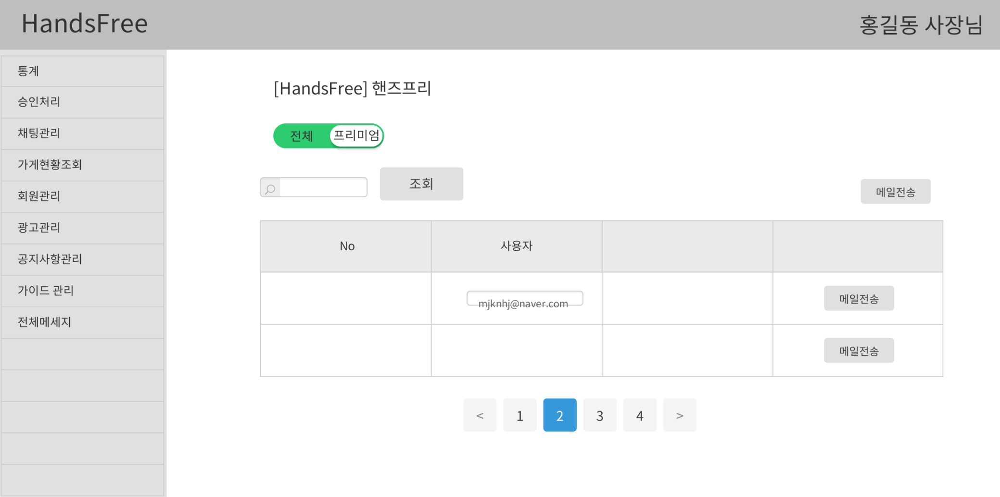 HandsFree
홍길동 사장님
통계
승인처리
채팅관리
가게현황조회
회원관리
광고관리
공지사항관리
가이드 관리
전체메세지
[HandsFree] 핸즈프리
전체 프리미엄
조회
메일전송
No 사용자
mjknhj@naver.com 메일전송
메일전송
< 1 2 3 4 >